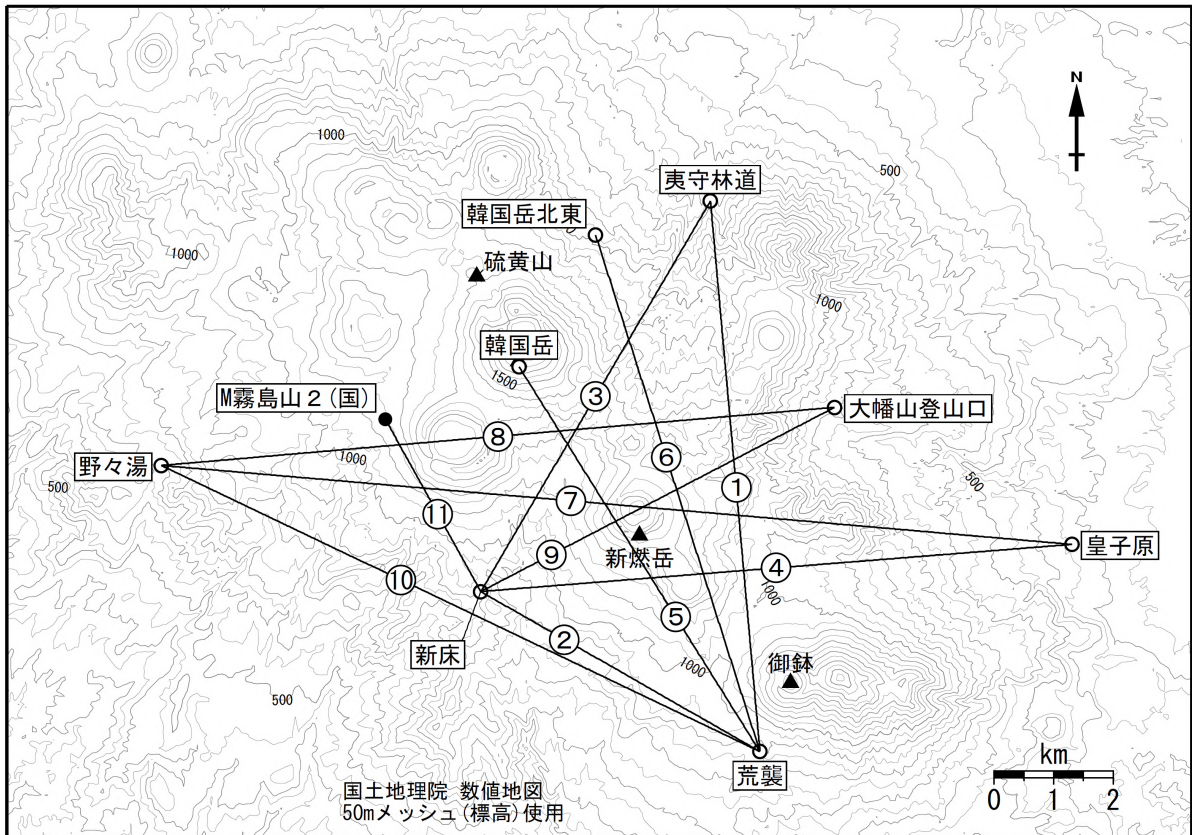 N
1000
夷守林道
500
韓国岳北東
1000
硫黄山
1000
韓国岳
1500
M霧島山2(国)
③
大幡山登山口
⑧
野々湯
1000
500
⑥
①
500
⑦
⑪
皇子原
⑨
新燃岳
④
⑩
1000
⑤
②
新床
1000
御鉢
500
荒襲
km
0 1 2
国土地理院 数値地図
50mメッシュ(標高)使用